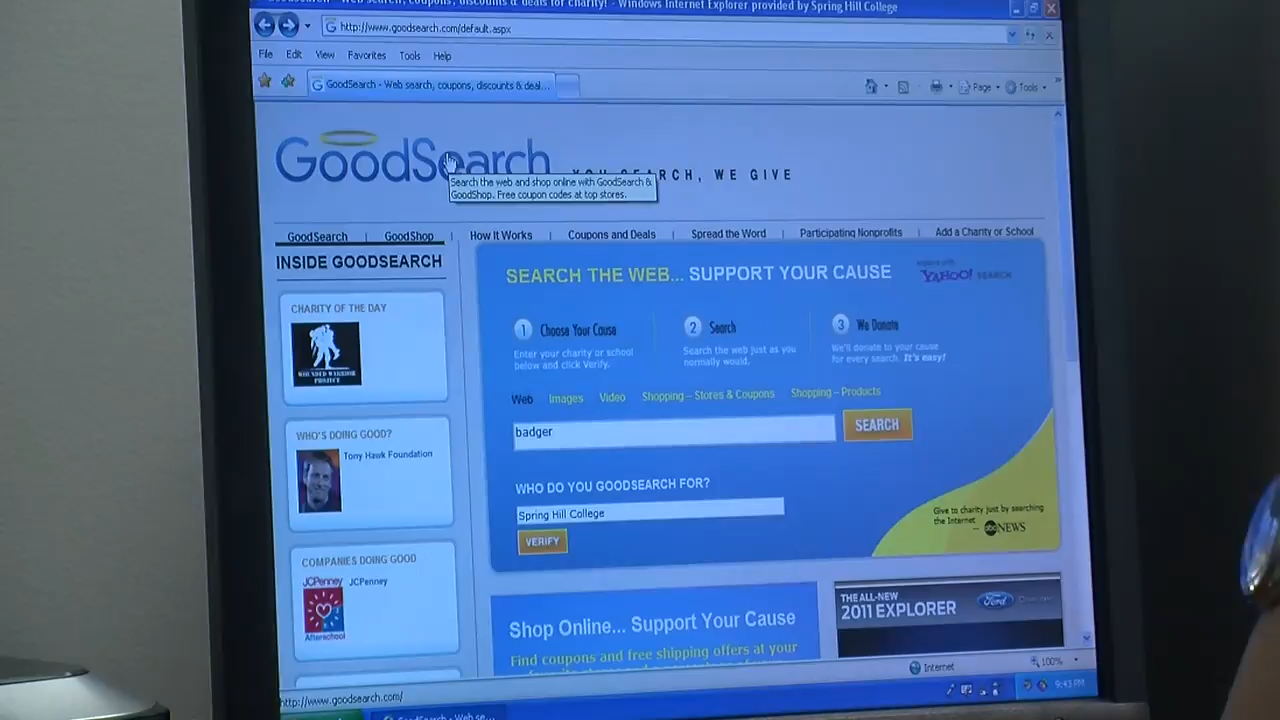 GoodSearch - Web search, coupons, discounts & deals for charity! - Windows Internet Explorer provided by Spring Hill College
http://www.goodsearch.com/default.aspx
File Edit View Favorites Tools Help
GoodSearch - Web search, coupons, discounts & deal...
Page Tools
GoodSearch
YOU SEARCH, WE GIVE
Search the web and shop online with GoodSearch &
GoodShop. Free coupon codes at top stores.
GoodSearch | GoodShop | How It Works | Coupons and Deals | Spread the Word | Participating Nonprofits | Add a Charity or School
INSIDE GOODSEARCH
CHARITY OF THE DAY
WOUNDED WARRIOR
PROJECT
WHO'S DOING GOOD?
Tony Hawk Foundation
COMPANIES DOING GOOD
JCPenney JCPenney
Afterschool
SEARCH THE WEB... SUPPORT YOUR CAUSE
YAHOO! SEARCH
1 Choose Your Cause
Enter your charity or school
below and click Verify.
2 Search
Search the web just as you
normally would.
3 We Donate
We'll donate to your cause
for every search. It's easy!
Web Images Video Shopping - Stores & Coupons Shopping - Products
badger
SEARCH
WHO DO YOU GOODSEARCH FOR?
Spring Hill College
VERIFY
Give to charity just by searching
the Internet
- abc NEWS
Shop Online... Support Your Cause
Find coupons and free shipping offers at your
THE ALL-NEW
2011 EXPLORER
Ford
http://www.goodsearch.com/
Internet
100%
GoodSearch - Web se...
9:43 PM